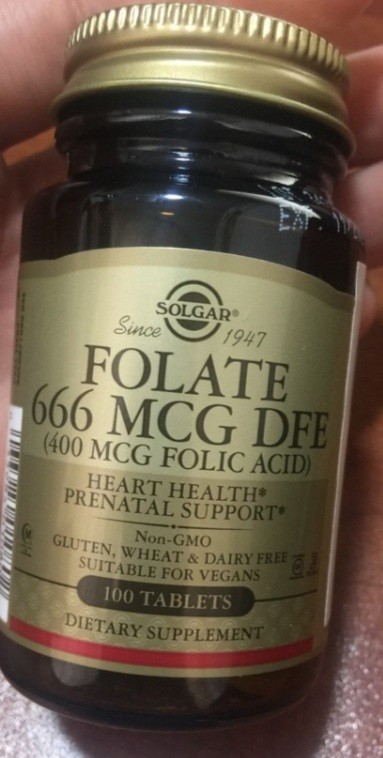 SOLGAR®
Since 1947
FOLATE
666 MCG DFE
(400 MCG FOLIC ACID)
HEART HEALTH*
PRENATAL SUPPORT*
Non-GMO
GLUTEN, WHEAT & DAIRY FREE
SUITABLE FOR VEGANS
100 TABLETS
DIETARY SUPPLEMENT